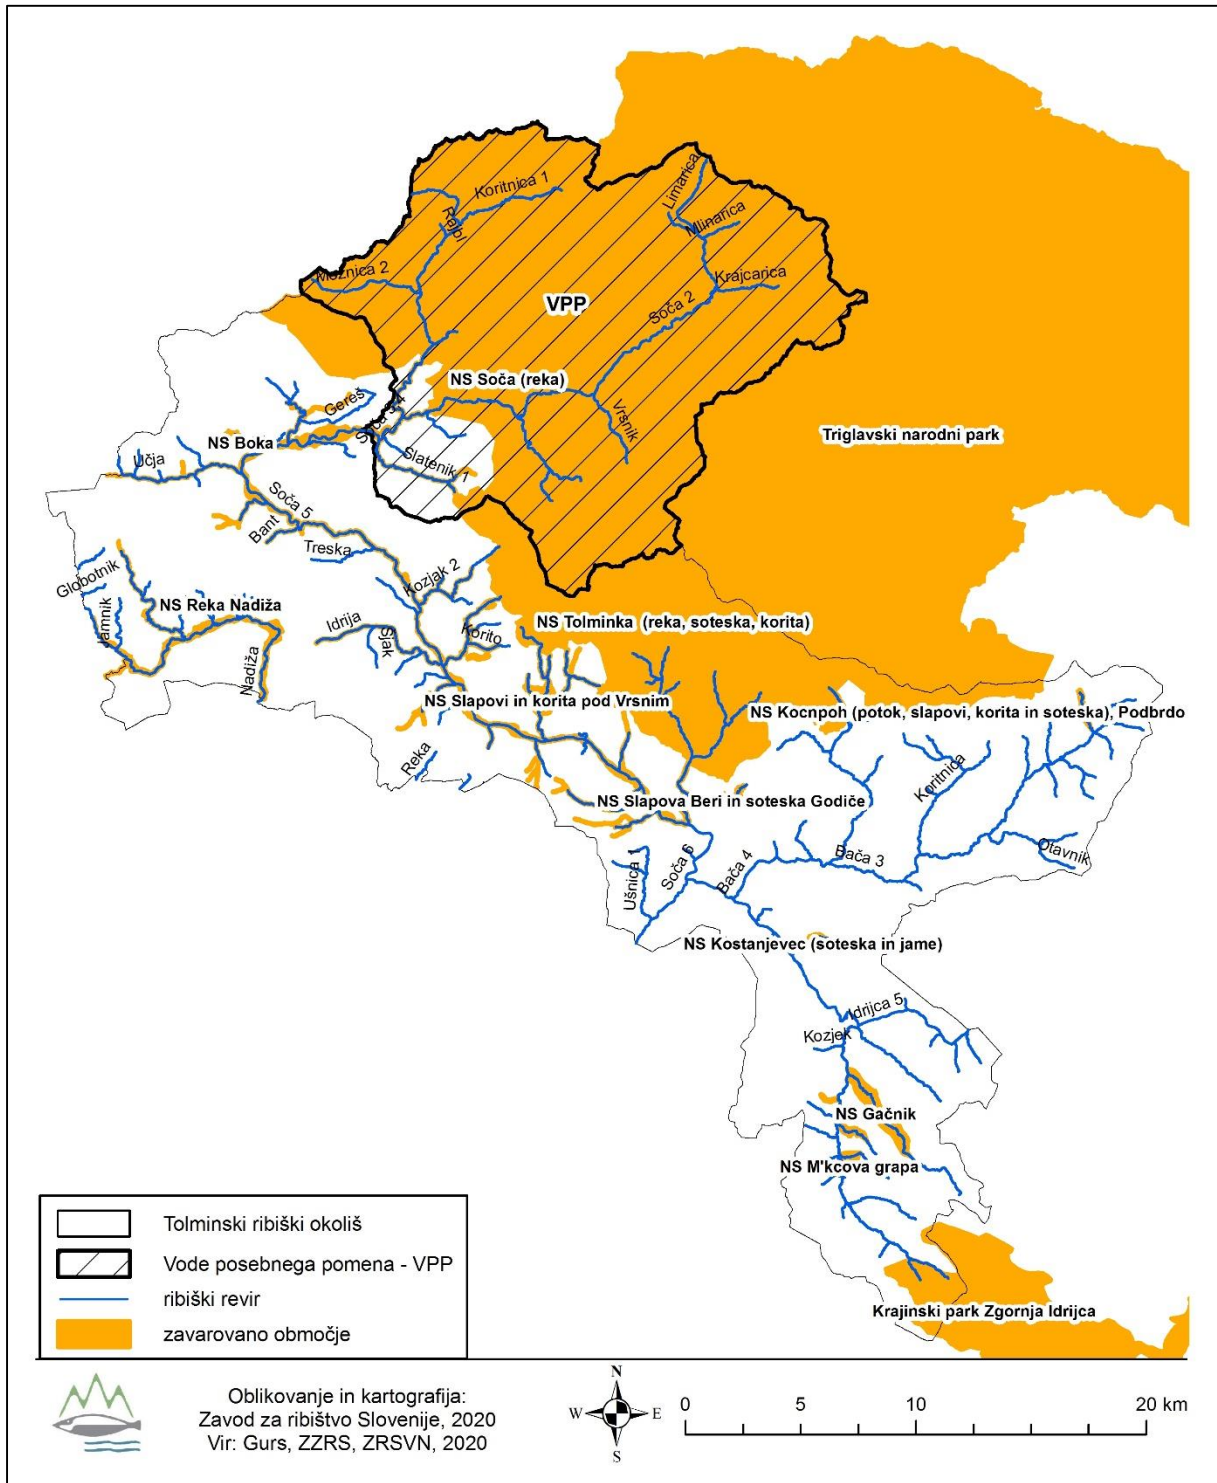 Limarica
Koritnica 1
Rajbl
Mlinarica
Možnica 2
Krajcarica
VPP
Soča 2
NS Soča (reka)
Gereš
Soča 3-4
Vrsnik
Triglavski narodni park
NS Boka
Učja
Slatenik 1
Soča 5
Bant
Treska
Globotnik
Kozjak 2
Jamnik
NS Reka Nadiža
Idrija
Sjak
Korito
NS Tolminka (reka, soteska, korita)
Nadiža
NS Slapovi in korita pod Vrsnim
NS Kocnpoh (potok, slapovi, korita in soteska), Podbrdo
Reka
Koritnica
NS Slapova Beri in soteska Godiče
Ušnica 1
Soča 6
Bača 4
Bača 3
Otavnik
NS Kostanjevec (soteska in jame)
Idrijca 5
Kozjek
NS Gačnik
NS M'kcova grapa
Krajinski park Zgornja Idrijca
Tolminski ribiški okoliš
Vode posebnega pomena - VPP
ribiški revir
zavarovano območje
Oblikovanje in kartografija:
Zavod za ribištvo Slovenije, 2020
Vir: Gurs, ZZRS, ZRSVN, 2020
N
W E
S
0 5 10 20 km